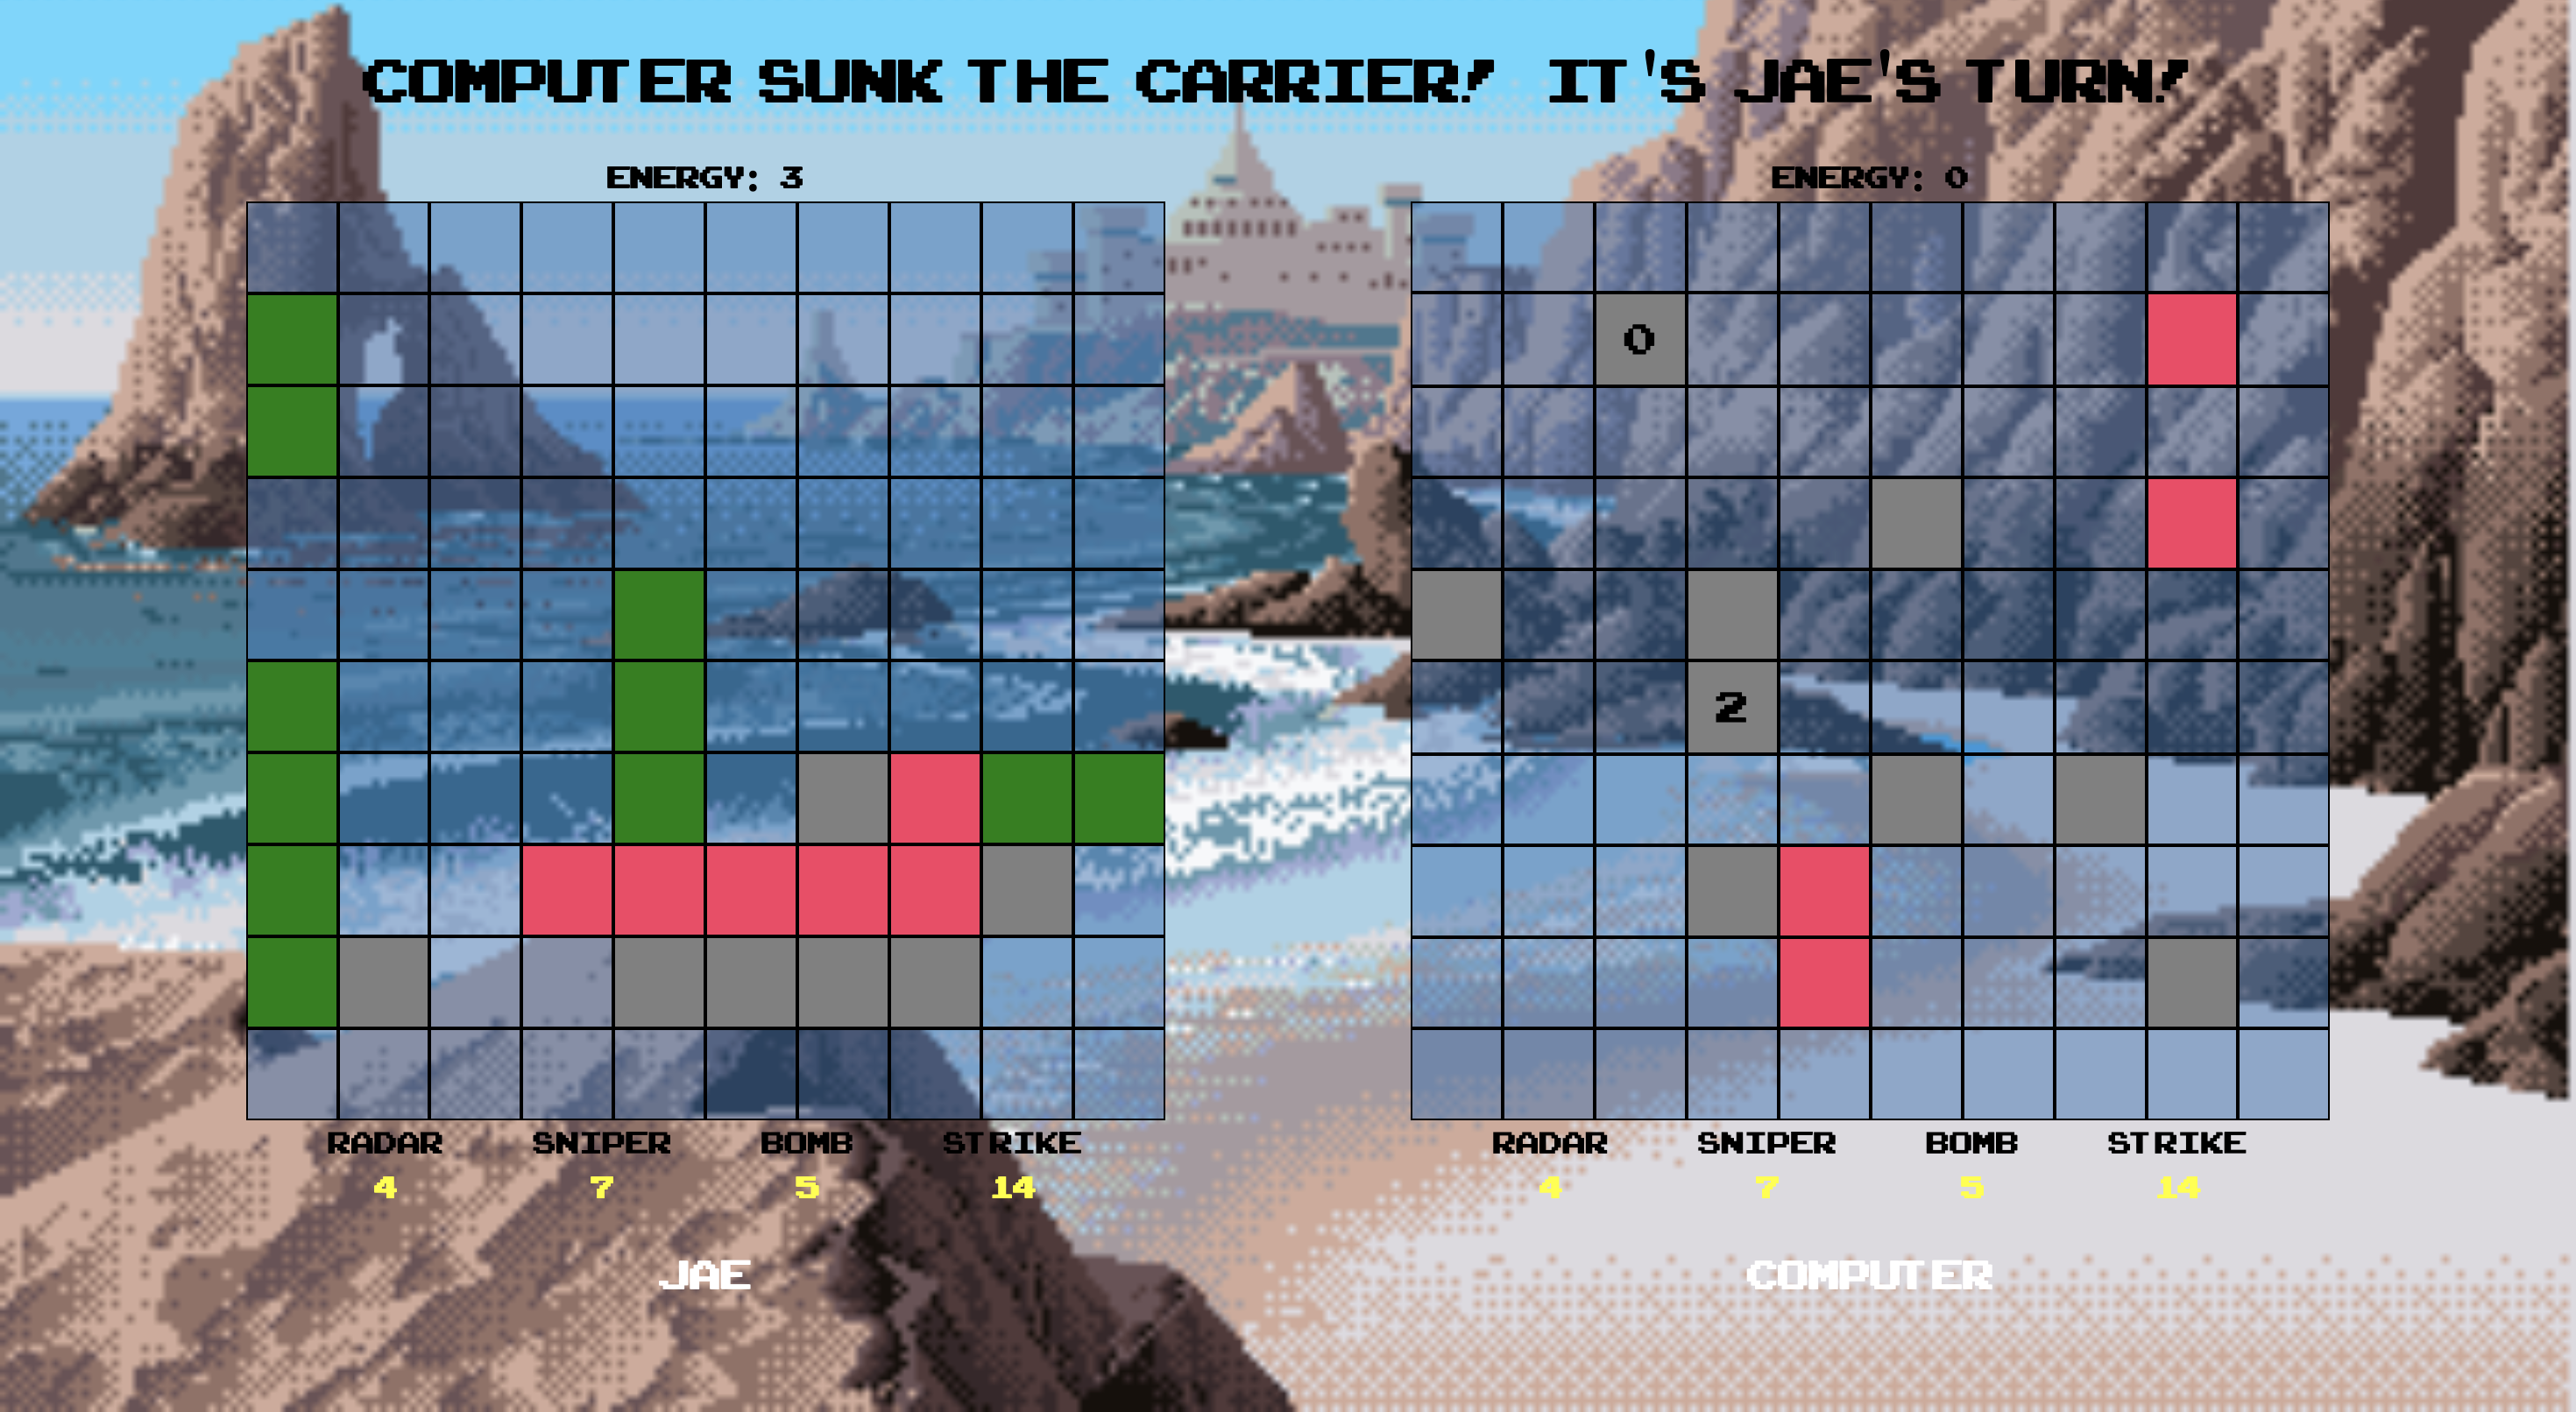 COMPUTER SUNK THE CARRIER! IT'S JAE'S TURN!
ENERGY: 3
ENERGY: 0
0
2
RADAR SNIPER BOMB STRIKE
4 7 5 14
RADAR SNIPER BOMB STRIKE
4 7 5 14
JAE
COMPUTER